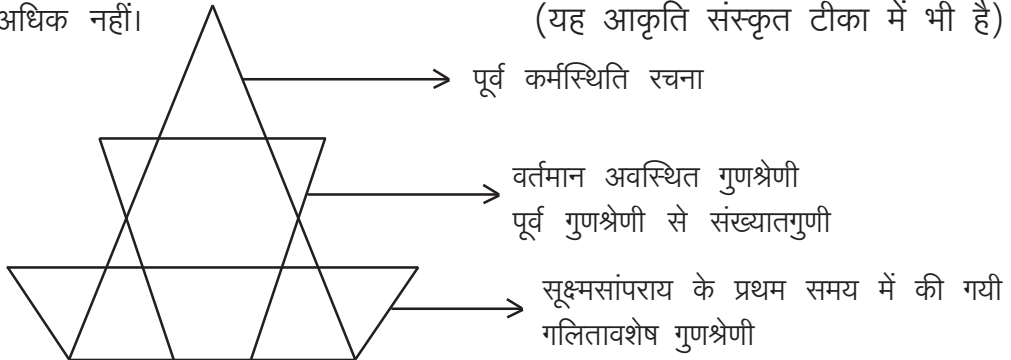 अधिक नहीं।
(यह आकृति संस्कृत टीका में भी है)
पूर्व कर्मस्थिति रचना
वर्तमान अवस्थित गुणश्रेणी
पूर्व गुणश्रेणी से संख्यातगुणी
सूक्ष्मसांपराय के प्रथम समय में की गयी
गलितावशेष गुणश्रेणी